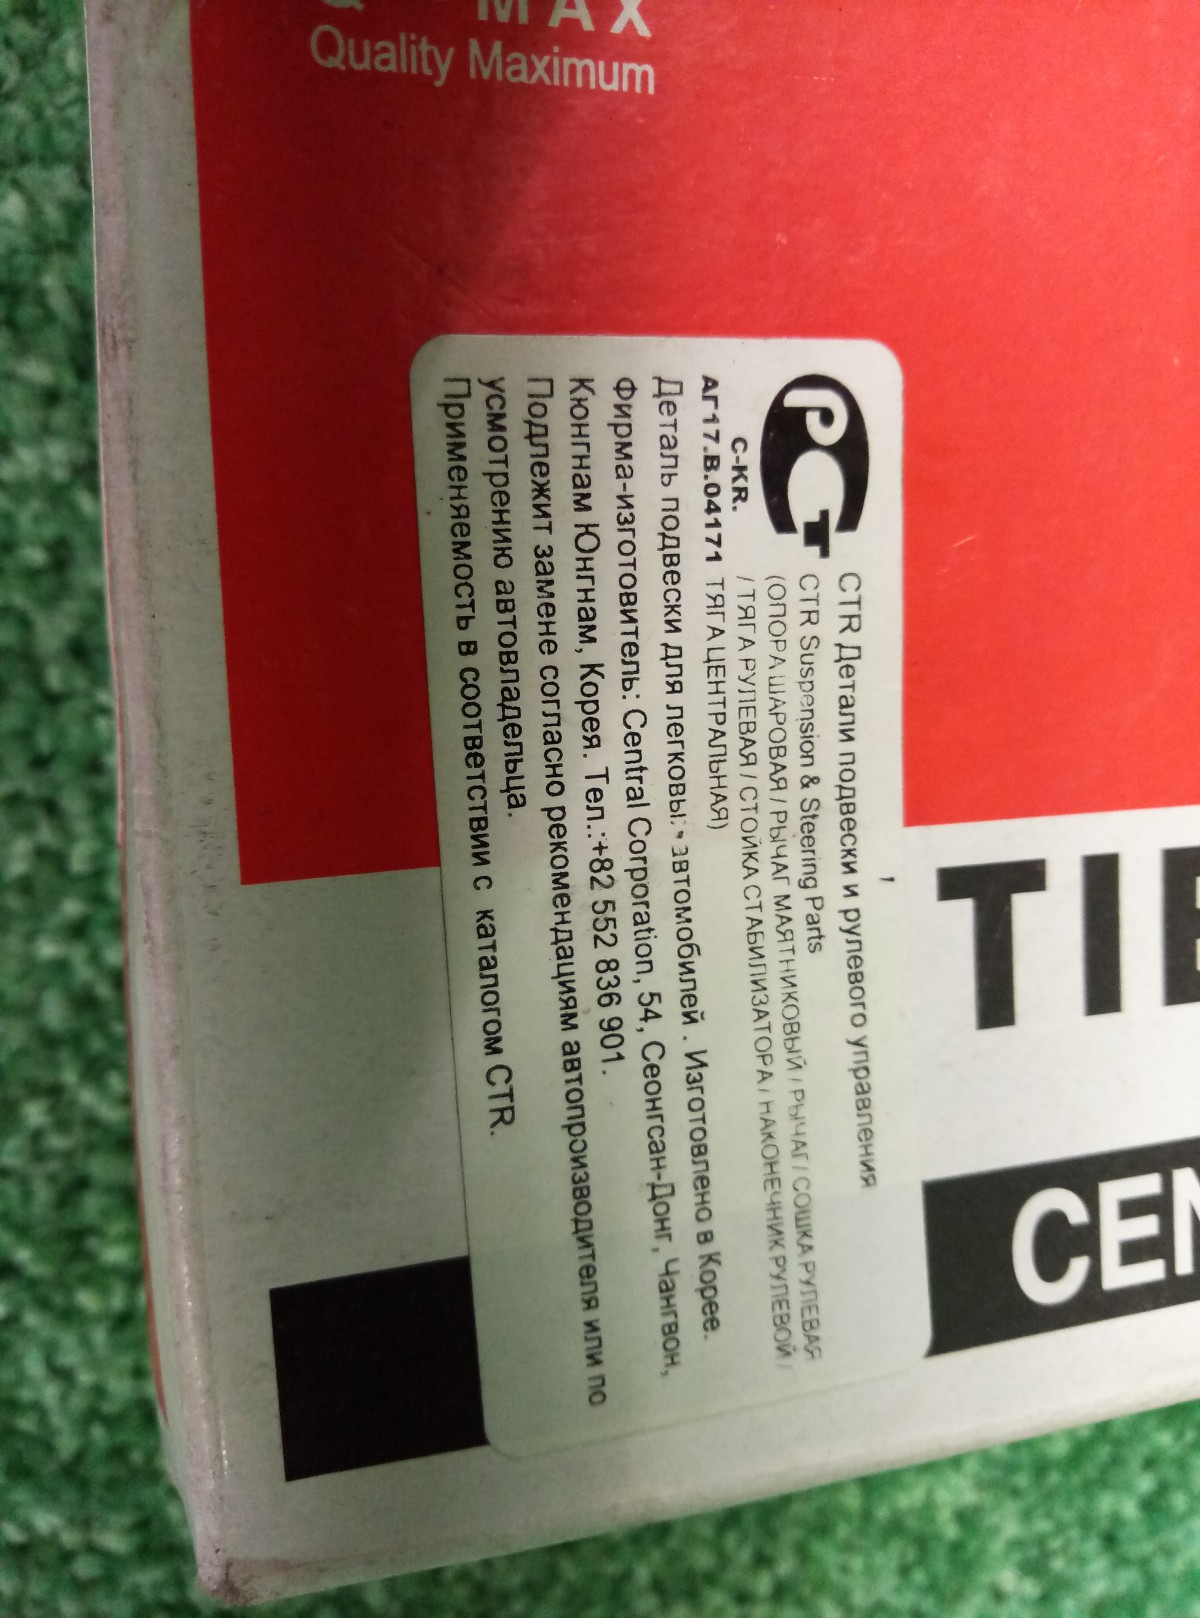 MAX
Quality Maximum
РСТ
C-KR.
АГ17.В.04171
CTR Детали подвески и рулевого управления
CTR Suspension & Steering Parts
(ОПОРА ШАРОВАЯ / РЫЧАГ МАЯТНИКОВЫЙ / РЫЧАГ / СОШКА РУЛЕВАЯ
/ ТЯГА РУЛЕВАЯ / СТОЙКА СТАБИЛИЗАТОРА / НАКОНЕЧНИК РУЛЕВОЙ /
ТЯГА ЦЕНТРАЛЬНАЯ)
Деталь подвески для легковых автомобилей . Изготовлено в Корее.
Фирма-изготовитель: Central Corporation, 54, Сеонгсан-Донг, Чангвон,
Кюнгнам Юнгнам, Корея. Тел.:+82 552 836 901.
Подлежит замене согласно рекомендациям автопроизводителя или по
усмотрению автовладельца.
Применяемость в соответствии с каталогом CTR.
TI
CEN